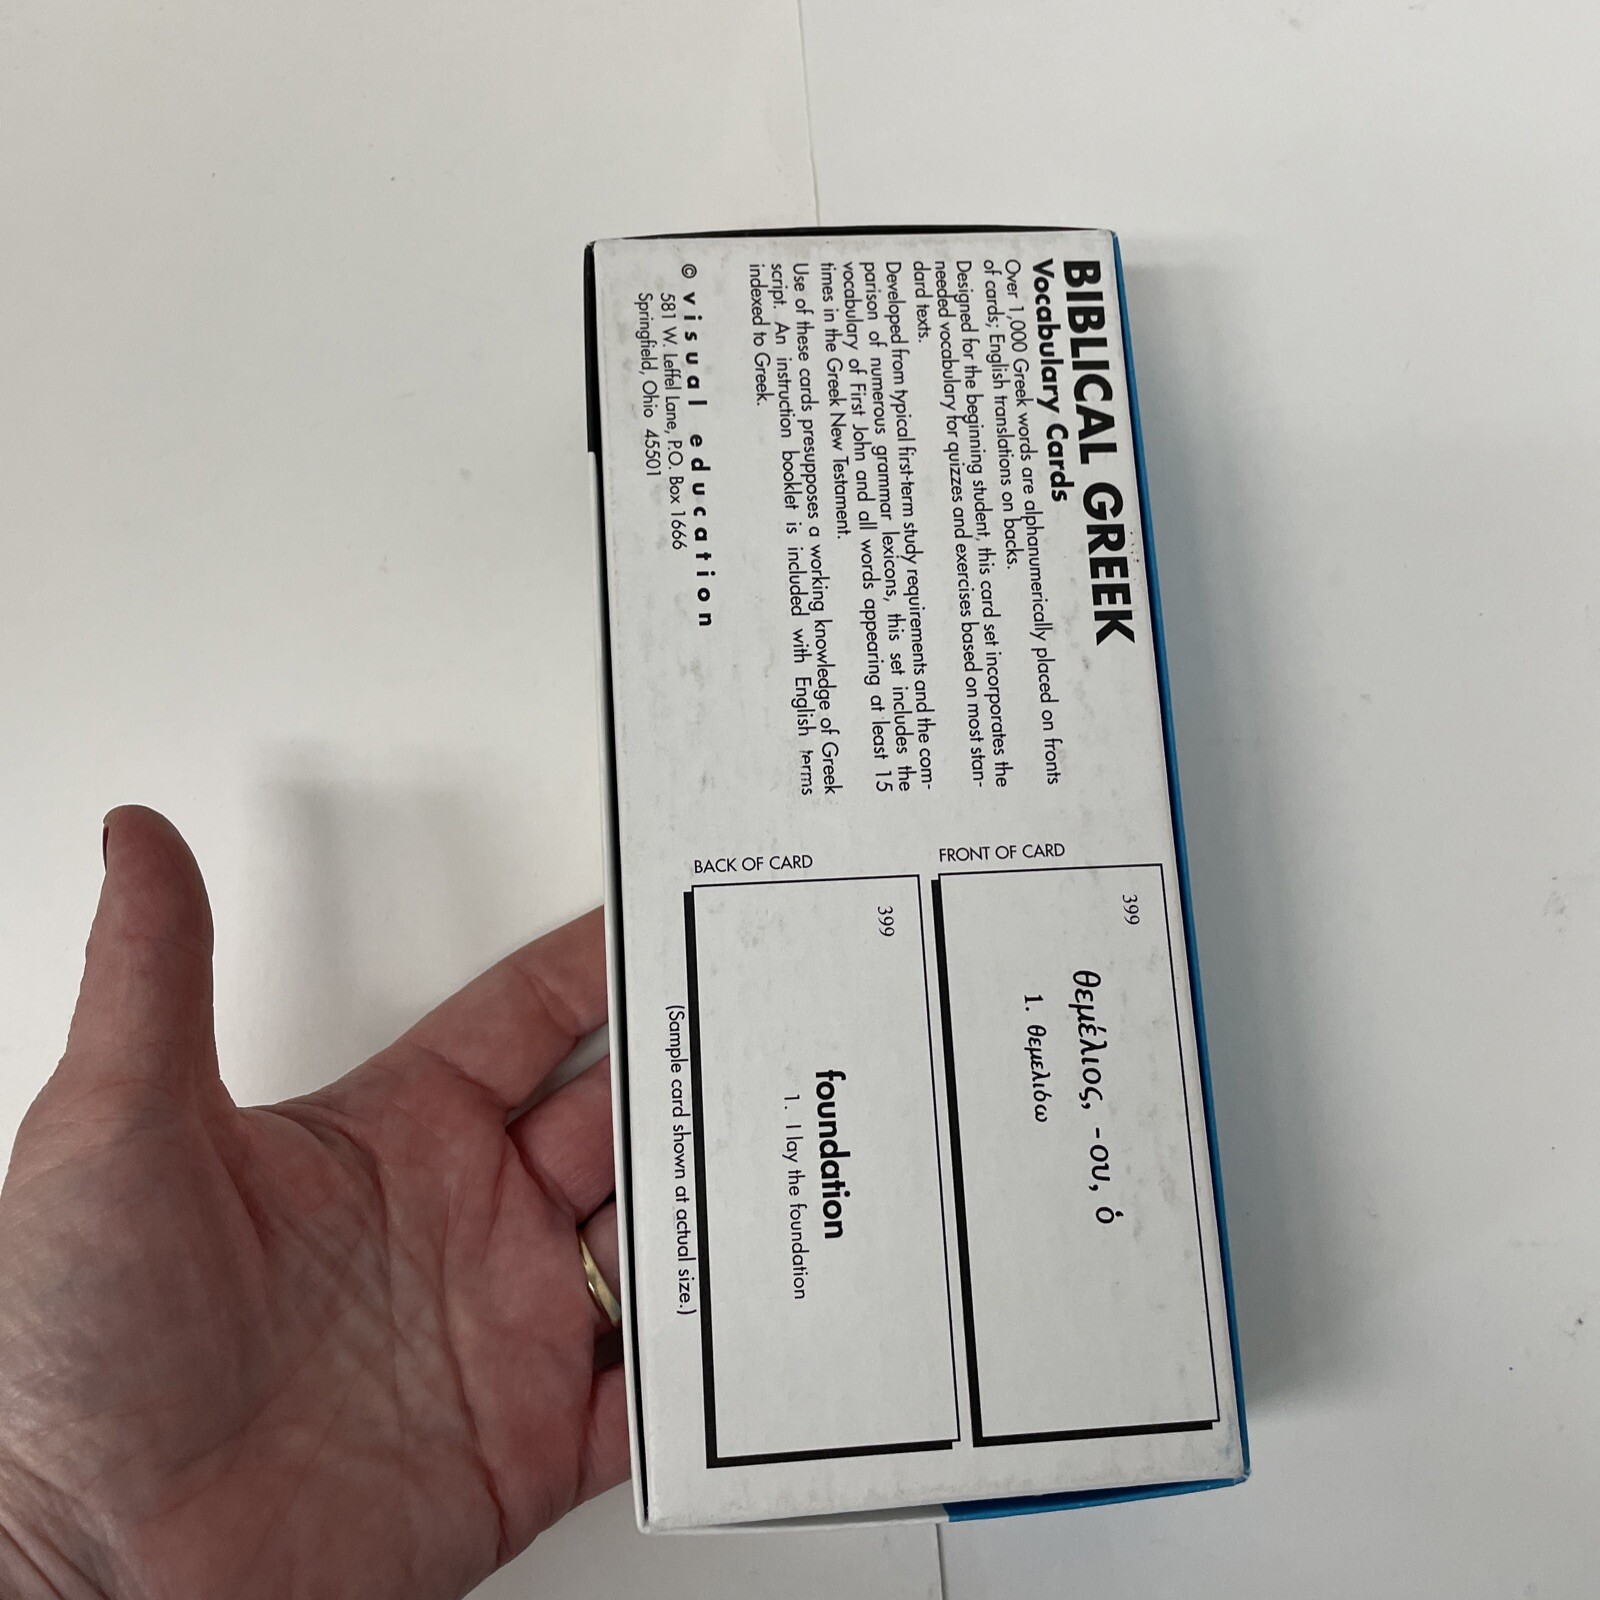 BIBLICAL GREEK
Vocabulary Cards
Over 1,000 Greek words are alphanumerically placed on fronts
of cards; English translations on backs.
Designed for the beginning student, this card set incorporates the
needed vocabulary for quizzes and exercises based on most stan-
dard texts.
Developed from typical first-term study requirements and the com-
parison of numerous grammar lexicons, this set includes the
vocabulary of First John and all words appearing at least 15
times in the Greek New Testament.
Use of these cards presupposes a working knowledge of Greek
script. An instruction booklet is included with English terms
indexed to Greek.
© visual education
581 W. Leffel Lane, P.O. Box 1666
Springfield, Ohio 45501
FRONT OF CARD
399
θεμέλιος, -ου, ὁ
1. θεμελιόω
BACK OF CARD
399
foundation
1. I lay the foundation
(Sample card shown at actual size.)